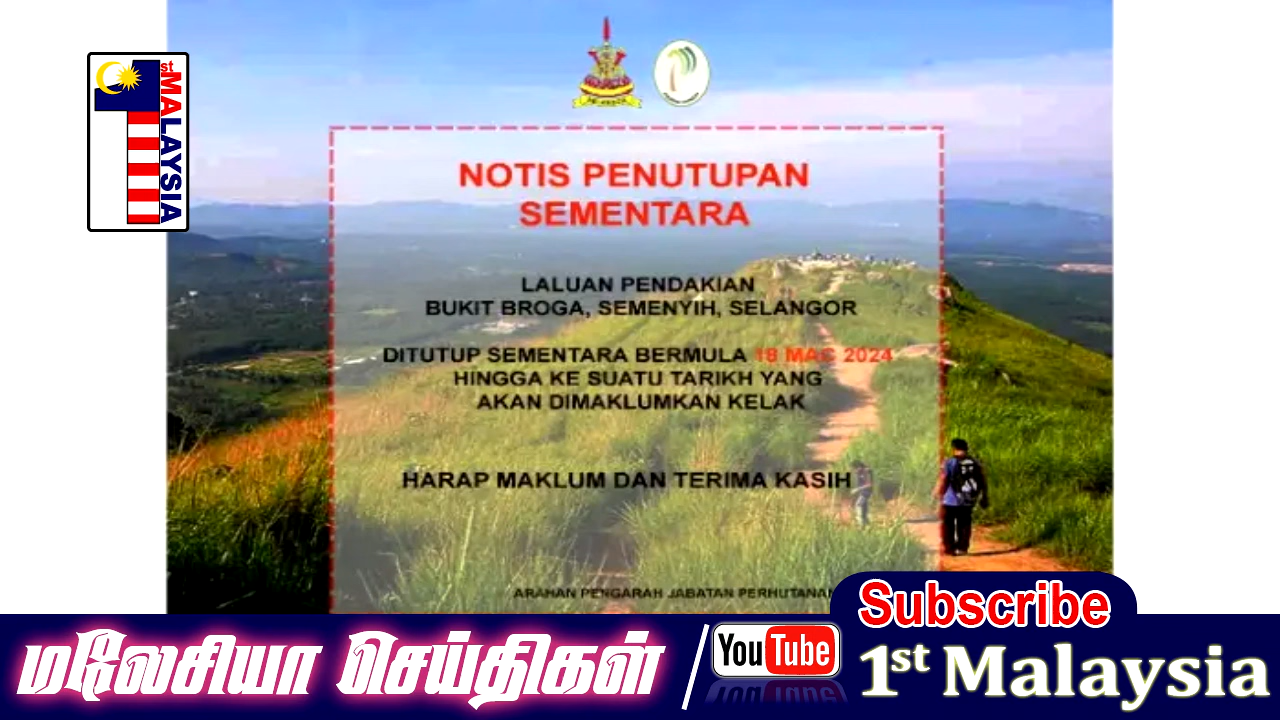 1st MALAYSIA
NOTIS PENUTUPAN
SEMENTARA
LALUAN PENDAKIAN
BUKIT BROGA, SEMENYIH, SELANGOR
DITUTUP SEMENTARA BERMULA 18 MAC 2024
HINGGA KE SUATU TARIKH YANG
AKAN DIMAKLUMKAN KELAK
HARAP MAKLUM DAN TERIMA KASIH
ARAHAN PENGARAH JABATAN PERHUTANAN
Subscribe
மலேசியா செய்திகள் / YouTube 1st Malaysia